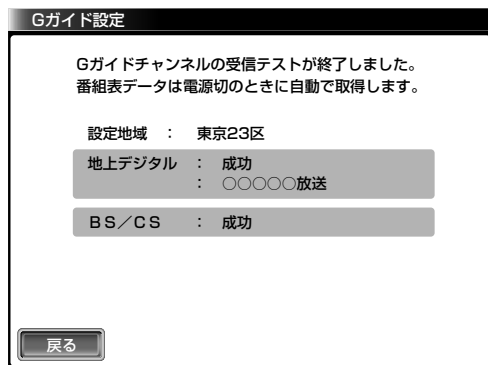 Gガイド設定
Gガイドチャンネルの受信テストが終了しました。
番組表データは電源切のときに自動で取得します。
設定地域 ： 東京23区
地上デジタル ： 成功
： ○○○○○放送
ＢＳ／ＣＳ ： 成功
戻る